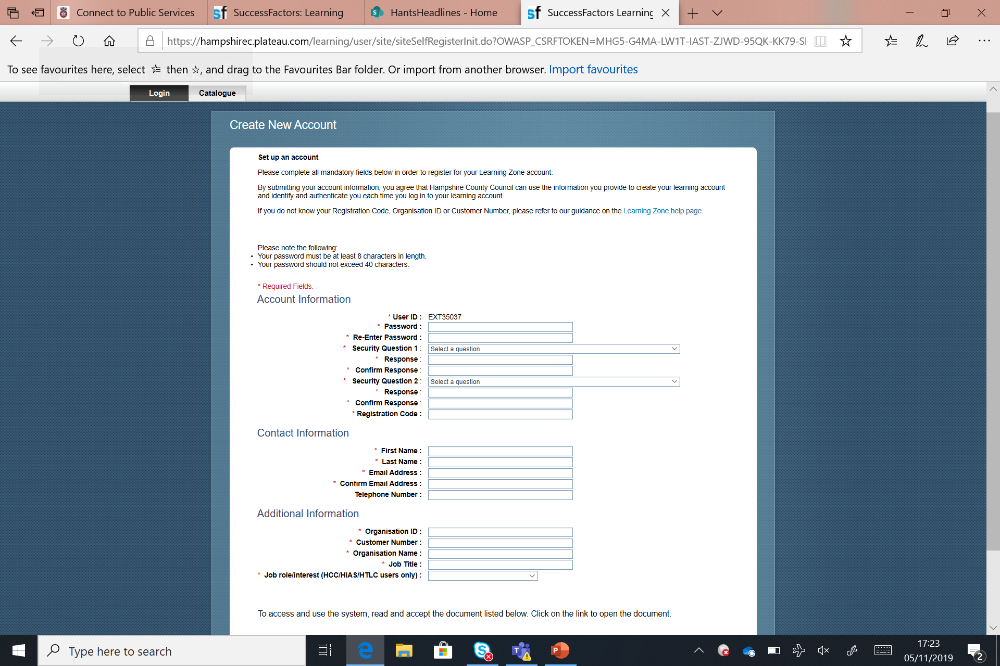 Connect to Public Services
SuccessFactors: Learning
HantsHeadlines - Home
SuccessFactors Learning
https://hampshirec.plateau.com/learning/user/site/siteSelfRegisterInit.do?OWASP_CSRFTOKEN=MHG5-G4MA-LW1T-IAST-ZJWD-95QK-KK79-SI
To see favourites here, select then , and drag to the Favourites Bar folder. Or import from another browser. Import favourites
Login
Catalogue
Create New Account
Set up an account
Please complete all mandatory fields below in order to register for your Learning Zone account.
By submitting your account information, you agree that Hampshire County Council can use the information you provide to create your learning account
and identify and authenticate you each time you log in to your learning account.
If you do not know your Registration Code, Organisation ID or Customer Number, please refer to our guidance on the Learning Zone help page.
Please note the following:
• Your password must be at least 8 characters in length.
• Your password should not exceed 40 characters.
* Required Fields.
Account Information
* User ID : EXT35037
* Password :
* Re-Enter Password :
* Security Question 1 : Select a question
* Response :
* Confirm Response :
* Security Question 2 : Select a question
* Response :
* Confirm Response :
* Registration Code :
Contact Information
* First Name :
* Last Name :
* Email Address :
* Confirm Email Address :
Telephone Number :
Additional Information
* Organisation ID :
* Customer Number :
* Organisation Name :
* Job Title :
* Job role/interest (HCC/HIAS/HTLC users only) :
To access and use the system, read and accept the document listed below. Click on the link to open the document.
Type here to search
17:23
05/11/2019
2